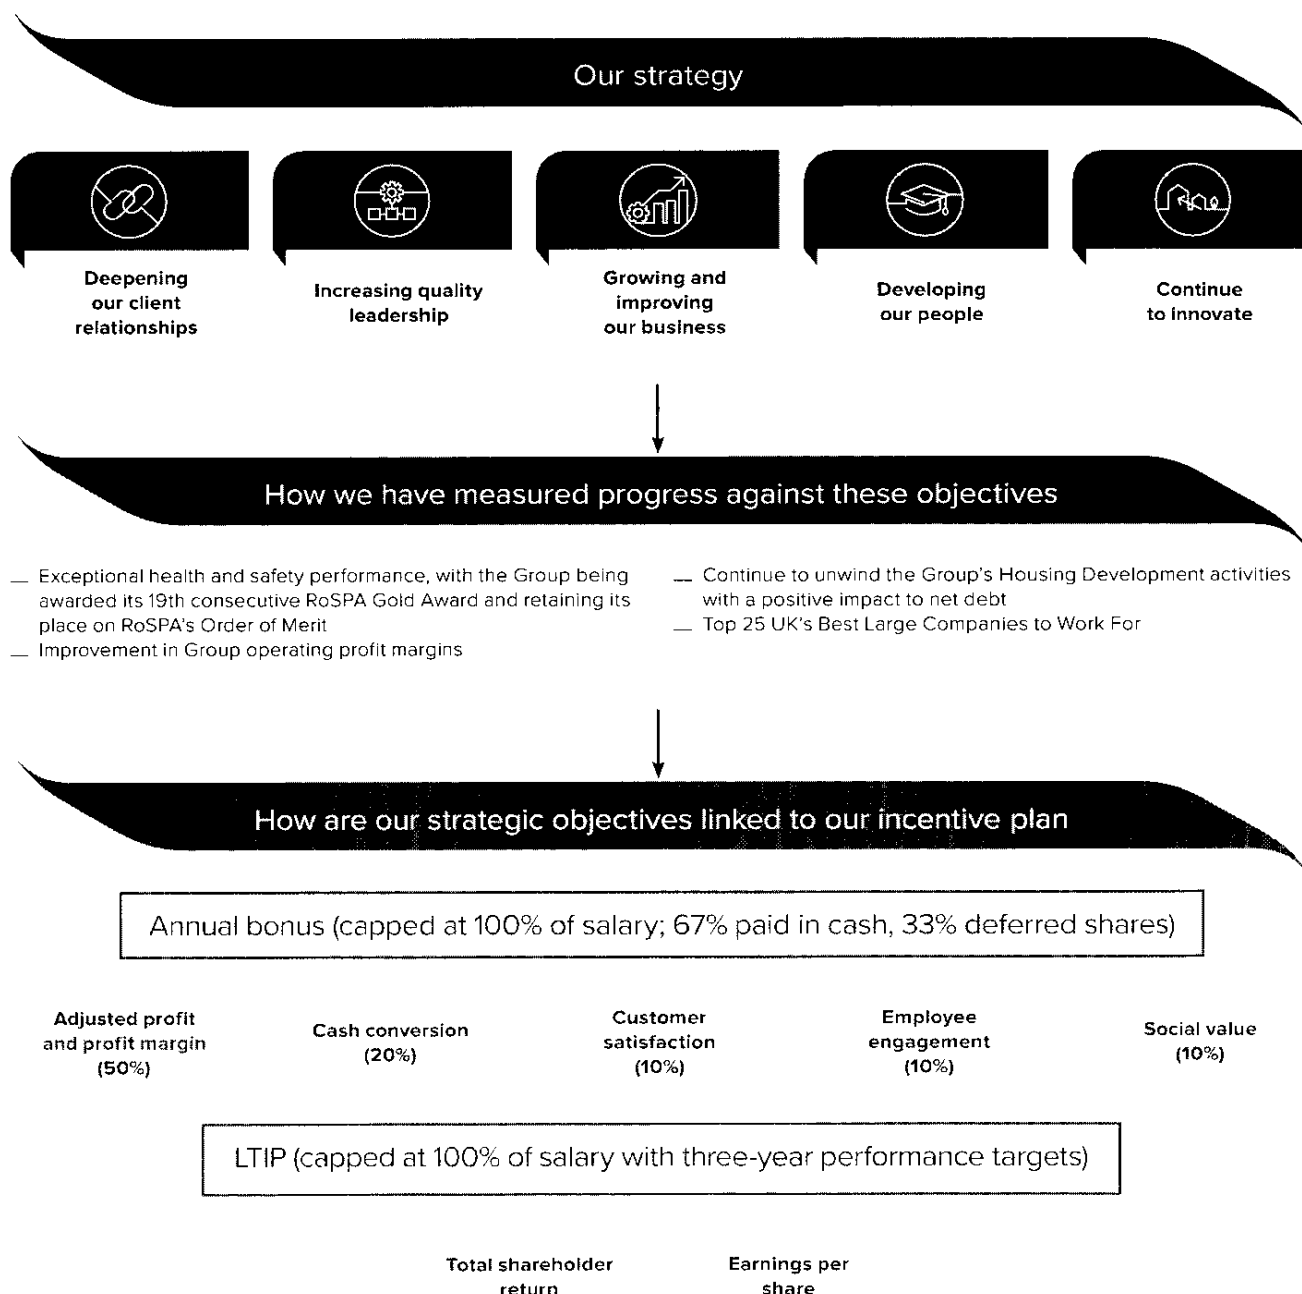 Our strategy
Deepening
our client
relationships
Increasing quality
leadership
Growing and
improving
our business
Developing
our people
Continue
to innovate
How we have measured progress against these objectives
— Exceptional health and safety performance, with the Group being
awarded its 19th consecutive RoSPA Gold Award and retaining its
place on RoSPA's Order of Merit
— Improvement in Group operating profit margins
— Continue to unwind the Group's Housing Development activities
with a positive impact to net debt
— Top 25 UK's Best Large Companies to Work For
How are our strategic objectives linked to our incentive plan
Annual bonus (capped at 100% of salary; 67% paid in cash, 33% deferred shares)
Adjusted profit
and profit margin
(50%)
Cash conversion
(20%)
Customer
satisfaction
(10%)
Employee
engagement
(10%)
Social value
(10%)
LTIP (capped at 100% of salary with three-year performance targets)
Total shareholder
return
Earnings per
share